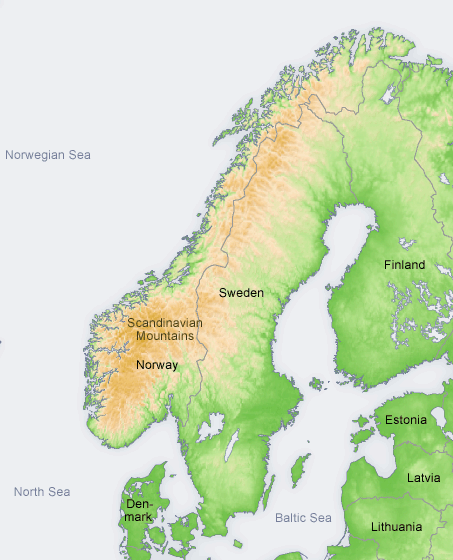 Norwegian Sea
Finland
Sweden
Scandinavian
Mountains
Norway
Estonia
Latvia
North Sea
Den-
mark
Baltic Sea
Lithuania